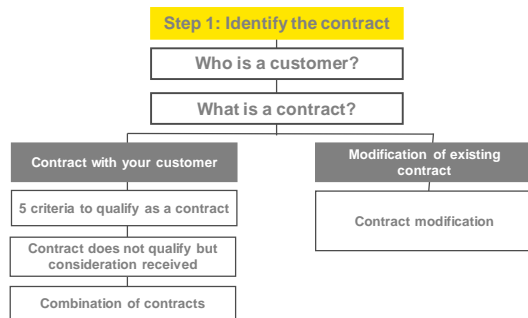 Step 1: Identify the contract
Who is a customer?
What is a contract?
Contract with your customer
5 criteria to qualify as a contract
Contract does not qualify but
consideration received
Combination of contracts
Modification of existing
contract
Contract modification